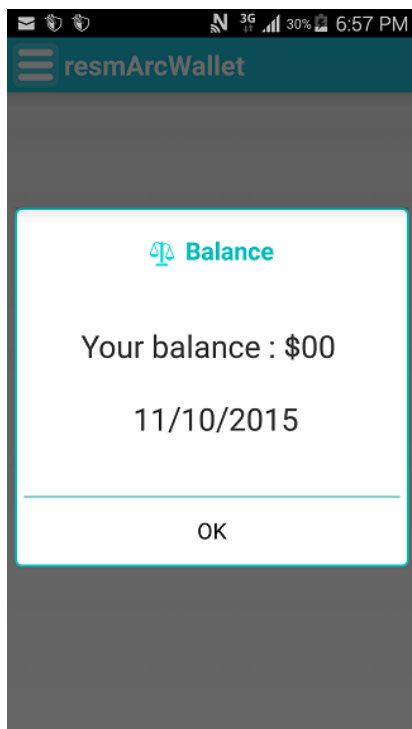 3G 30% 6:57 PM
resmArcWallet
Balance
Your balance : $00
11/10/2015
OK